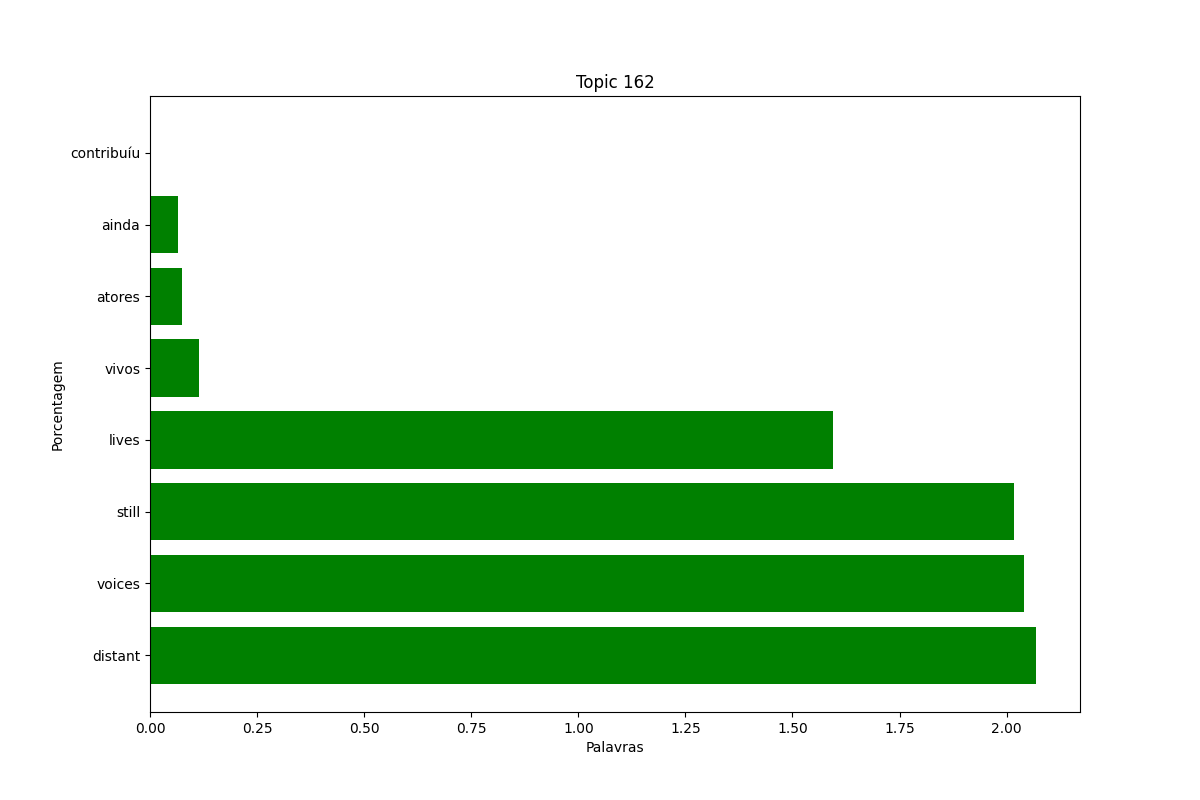 Topic 162
Porcentagem
contribuíu
ainda
atores
vivos
lives
still
voices
distant
0.00 0.25 0.50 0.75 1.00 1.25 1.50 1.75 2.00
Palavras